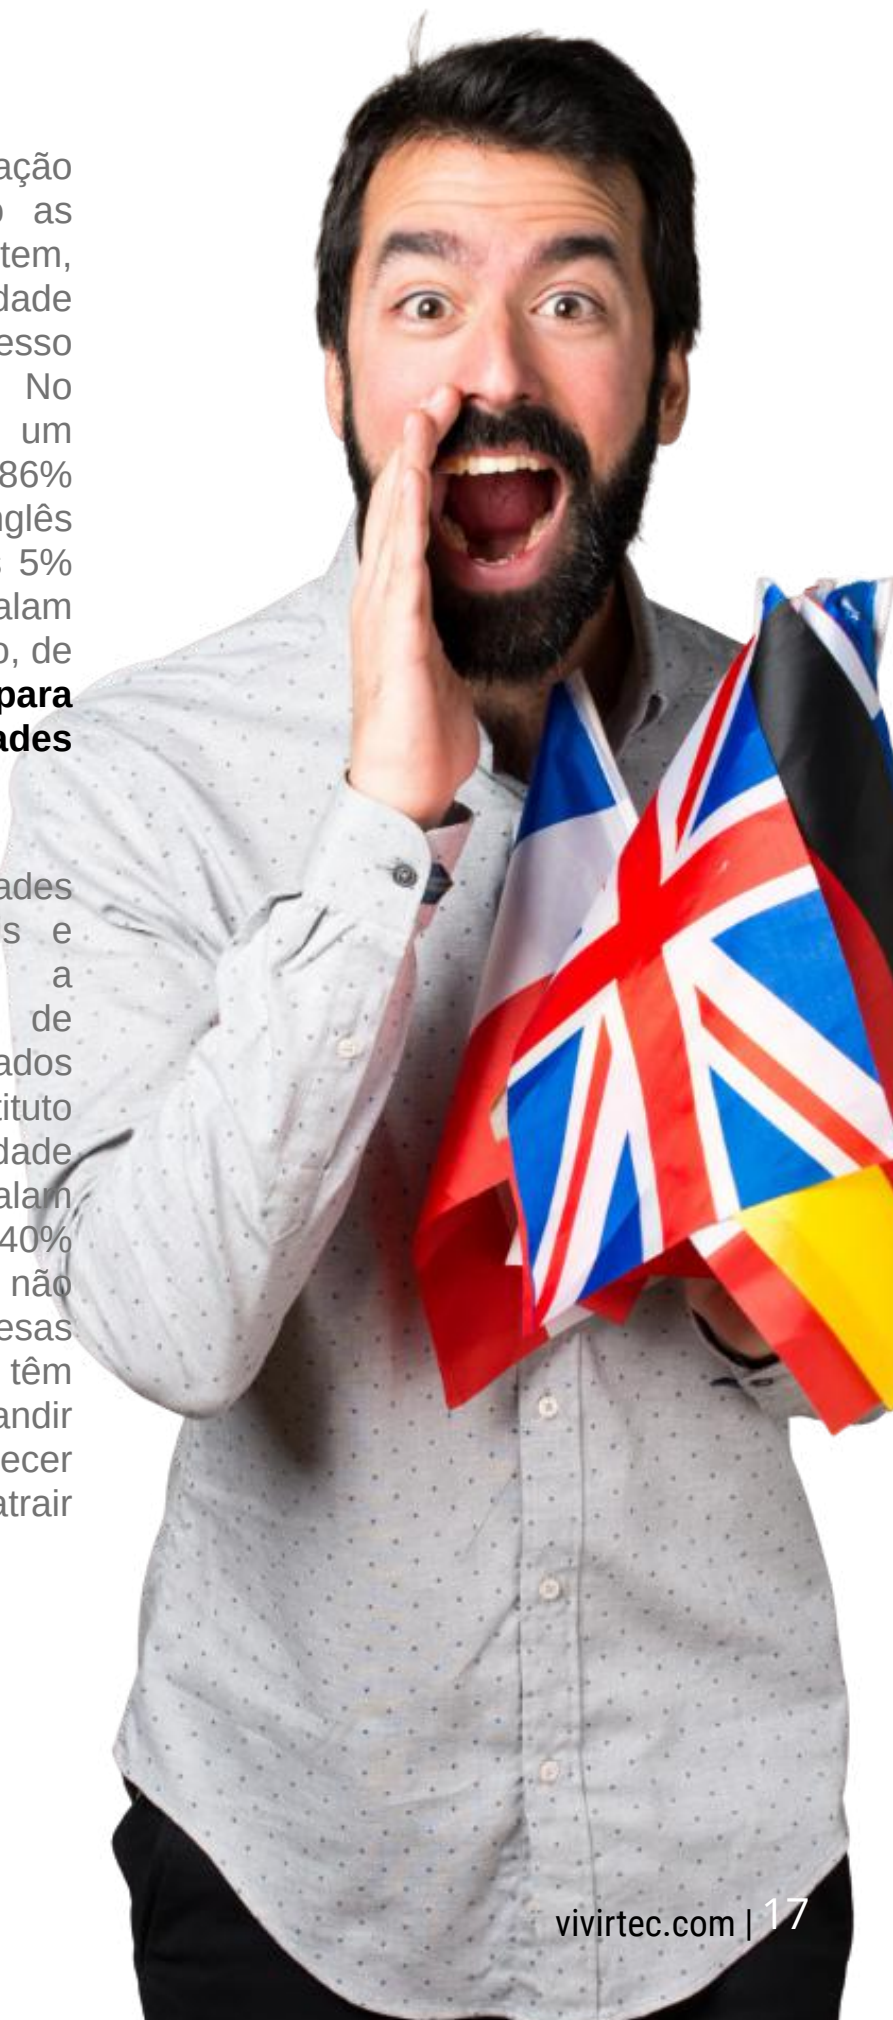 ação
as
tem,
dade
esso
No
um
86%
nglês
5%
alam
o, de
para
ades
ades
s e
a
de
ados
tituto
dade
alam
40%
não
esas
têm
andir
ecer
atrair
vivirtec.com | 17